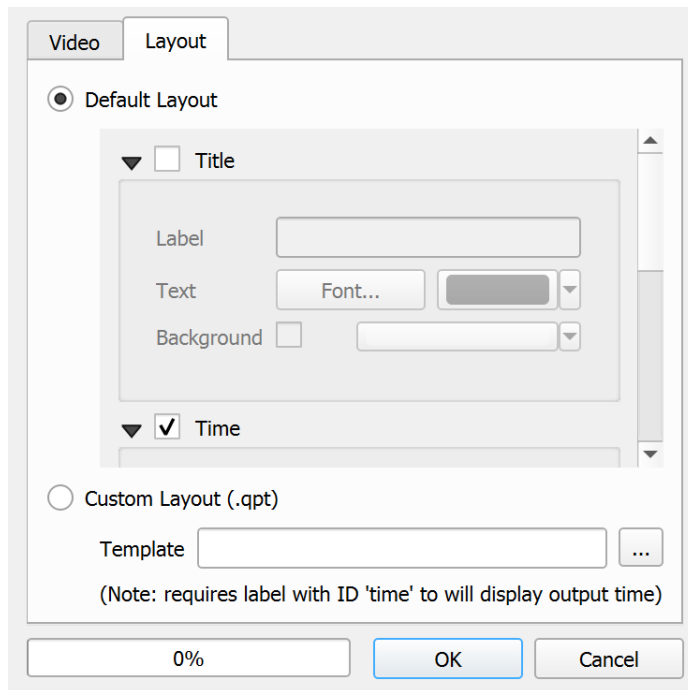 Video Layout
Default Layout
Title
Label
Text Font...
Background
Time
Custom Layout (.qpt)
Template ...
(Note: requires label with ID 'time' to will display output time)
0% OK Cancel